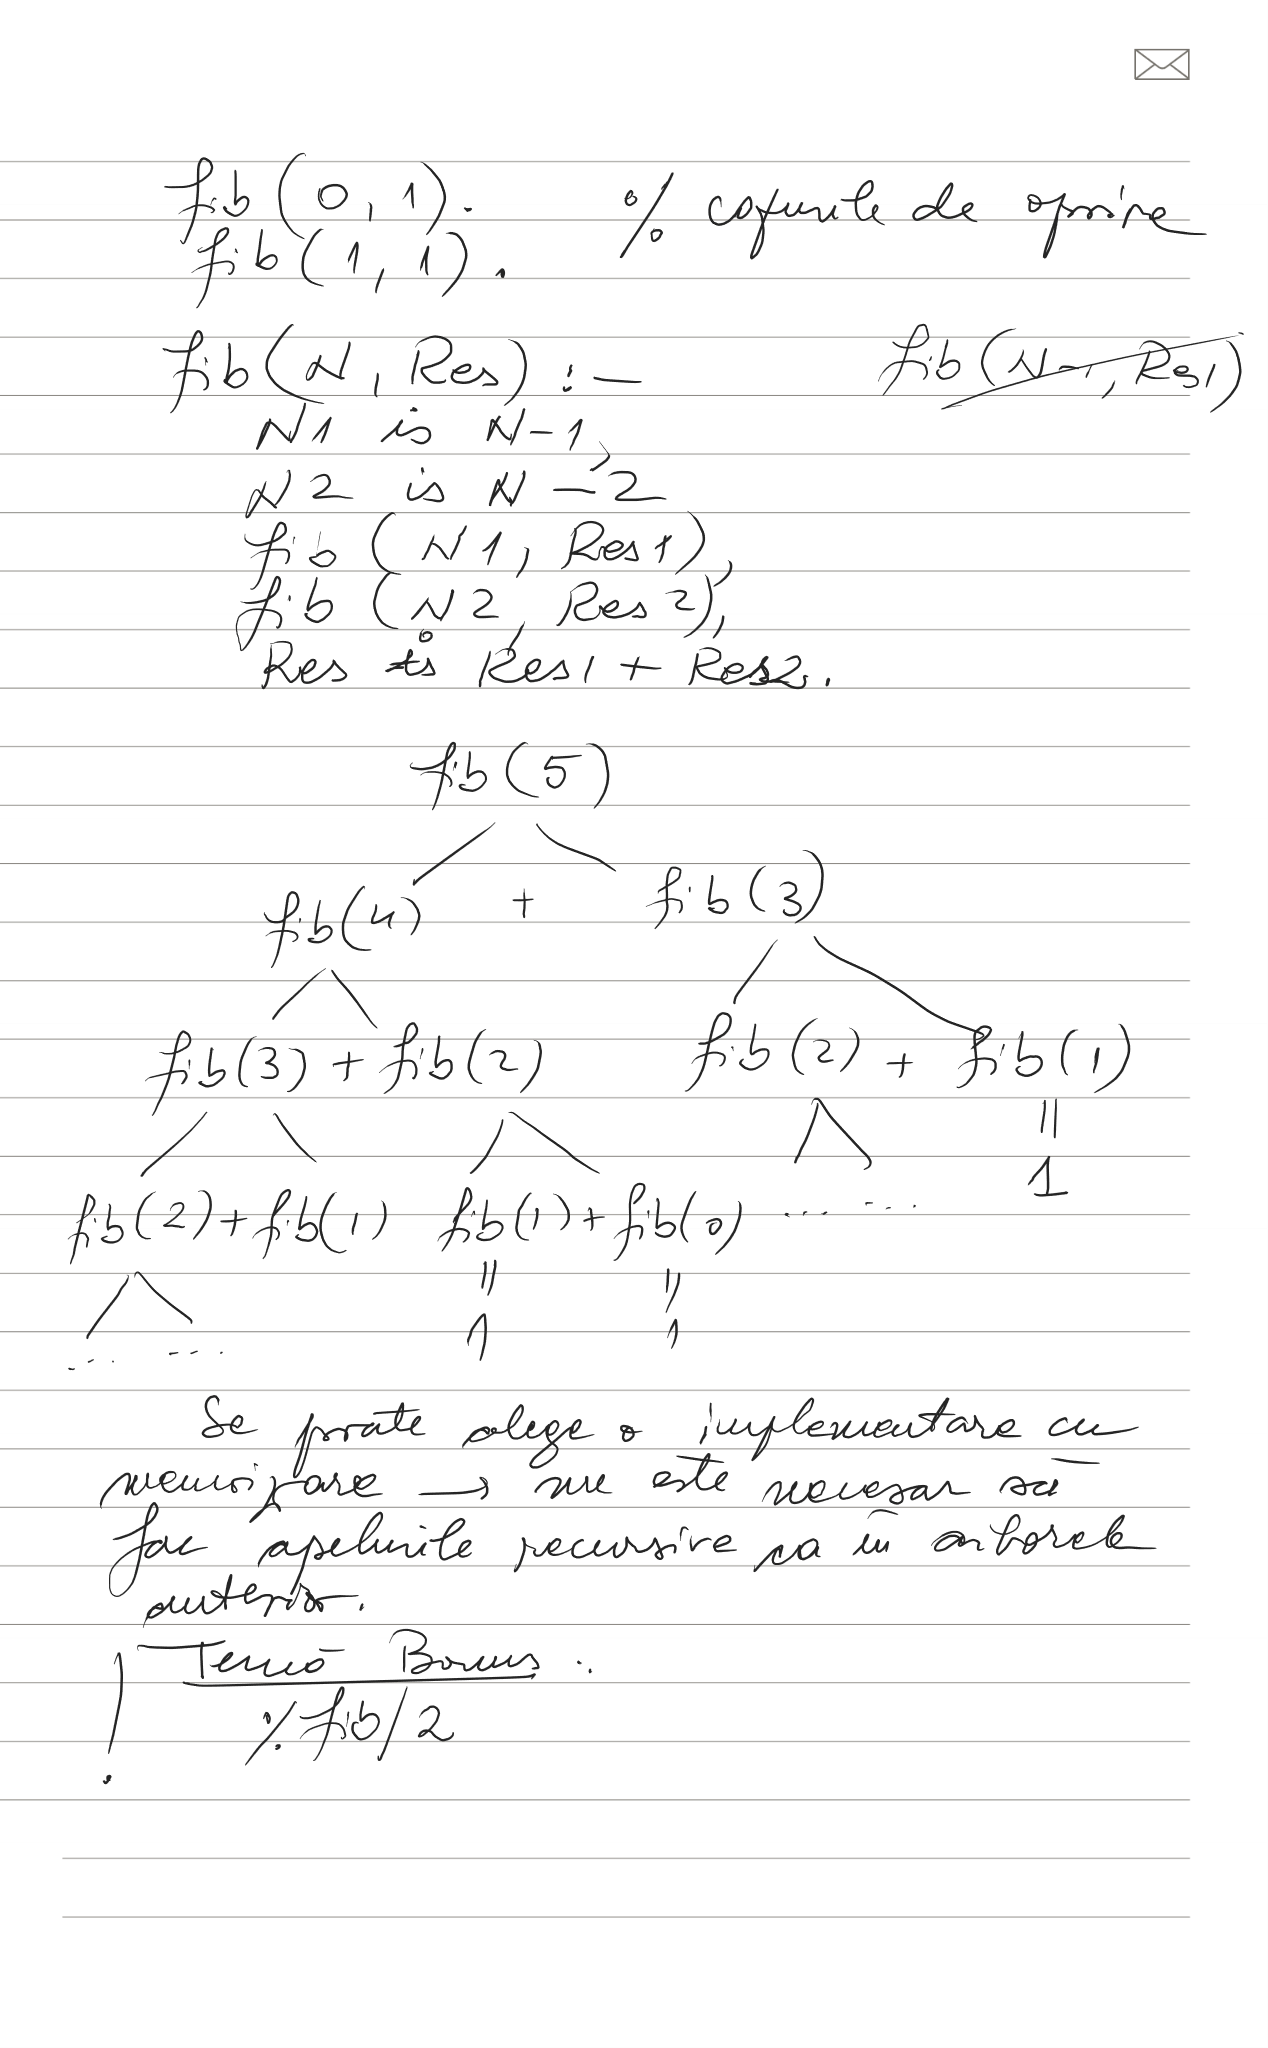 fib(0,1). % cazurile de oprire
fib(1,1).
fib(N, Res) :- fib(N-1, Res1)
N1 is N-1,
N2 is N-2
fib(N1, Res1),
fib(N2, Res2),
Res is Res1 + Res2.
fib(5)
fib(4) + fib(3)
fib(3) + fib(2) fib(2) + fib(1)
fib(2)+fib(1) fib(1)+fib(0) .... .... 1
.... .... 1 1
Se poate alege o implementare cu
memoizare → nu este necesar să
fac apelurile recursive ca în arborele
anterior.
! Temă Bonus :
% fib/2